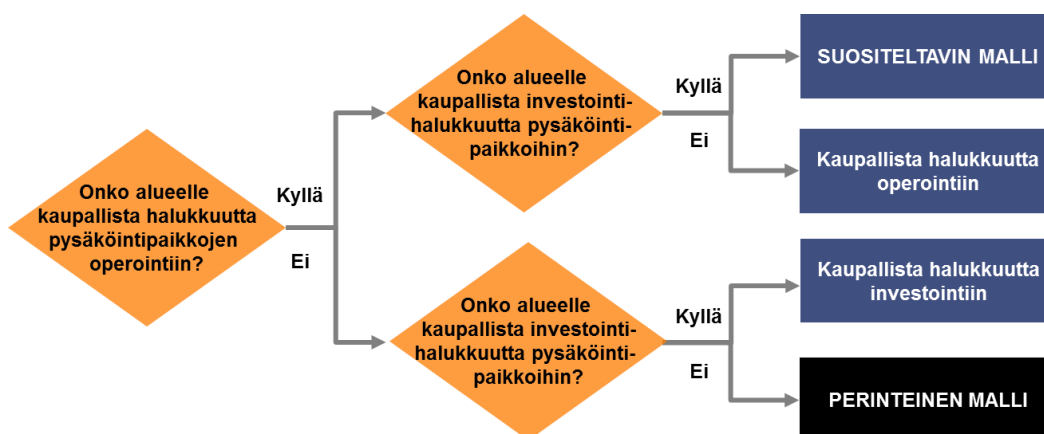 Onko alueelle
kaupallista halukkuutta
pysäköintipaikkojen
operointiin?
Kyllä
Ei
Onko alueelle
kaupallista investointi-
halukkuutta pysäköinti-
paikkoihin?
Kyllä
Ei
SUOSITELTAVIN MALLI
Kaupallista halukkuutta
operointiin
Onko alueelle
kaupallista investointi-
halukkuutta pysäköinti-
paikkoihin?
Kyllä
Ei
Kaupallista halukkuutta
investointiin
PERINTEINEN MALLI